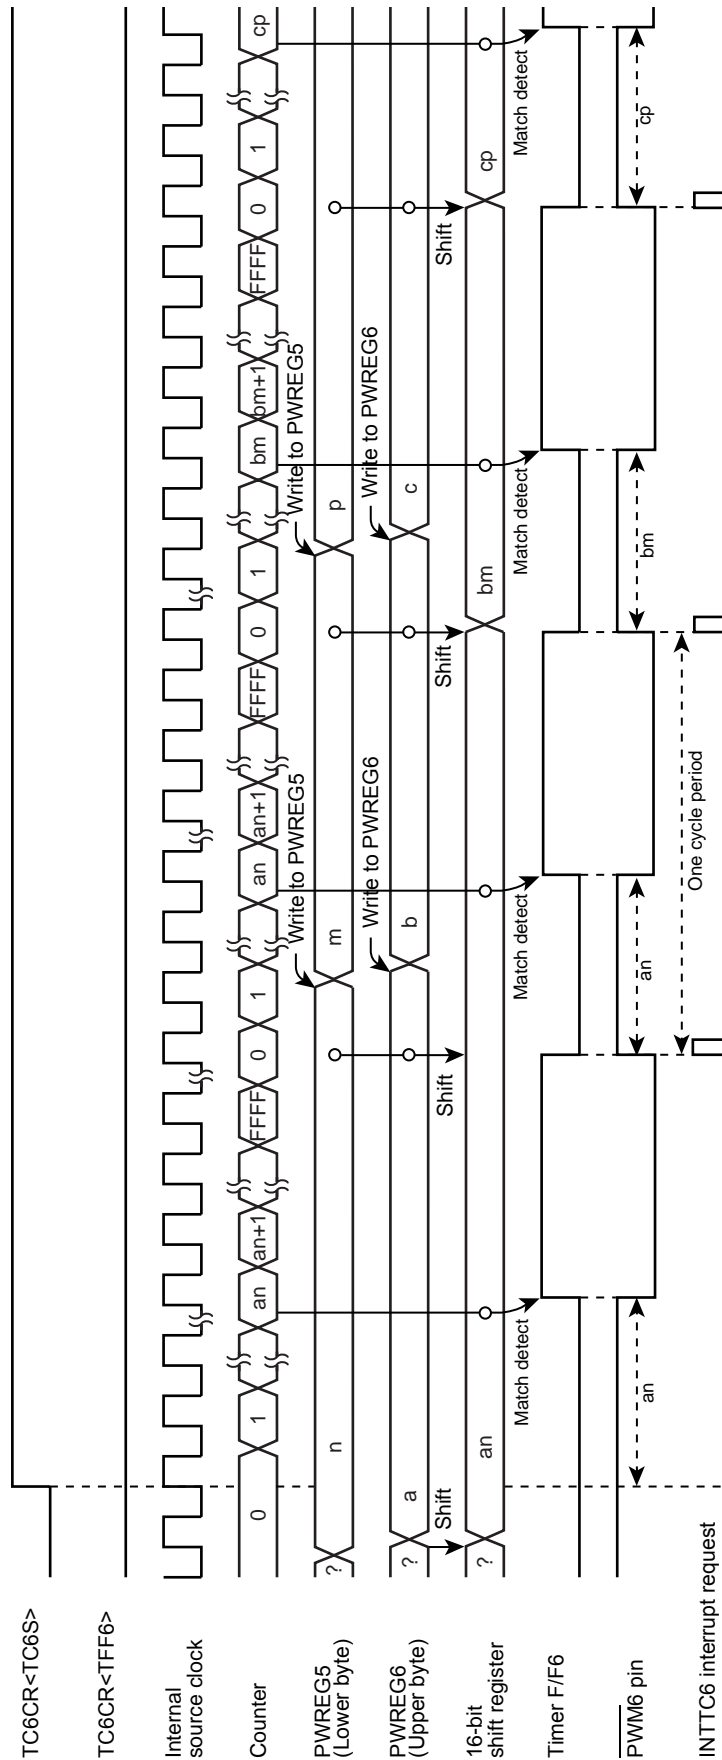 TC6CR<TC6S>
TC6CR<TFF6>
Internal
source clock
Counter
0 1 an an+1 FFFF 0 1 an an+1 FFFF 0 1 bm bm+1 FFFF 0 1 cp
Write to PWREG5
Write to PWREG5
PWREG5
(Lower byte)
? n m p
Write to PWREG6
Write to PWREG6
PWREG6
(Upper byte)
? a b c
Shift
Shift
Shift
Shift
16-bit
shift register
? an bm cp
Match detect
Match detect
Match detect
Match detect
Timer F/F6
PWM6 pin
an an bm cp
One cycle period
INTTC6 interrupt request